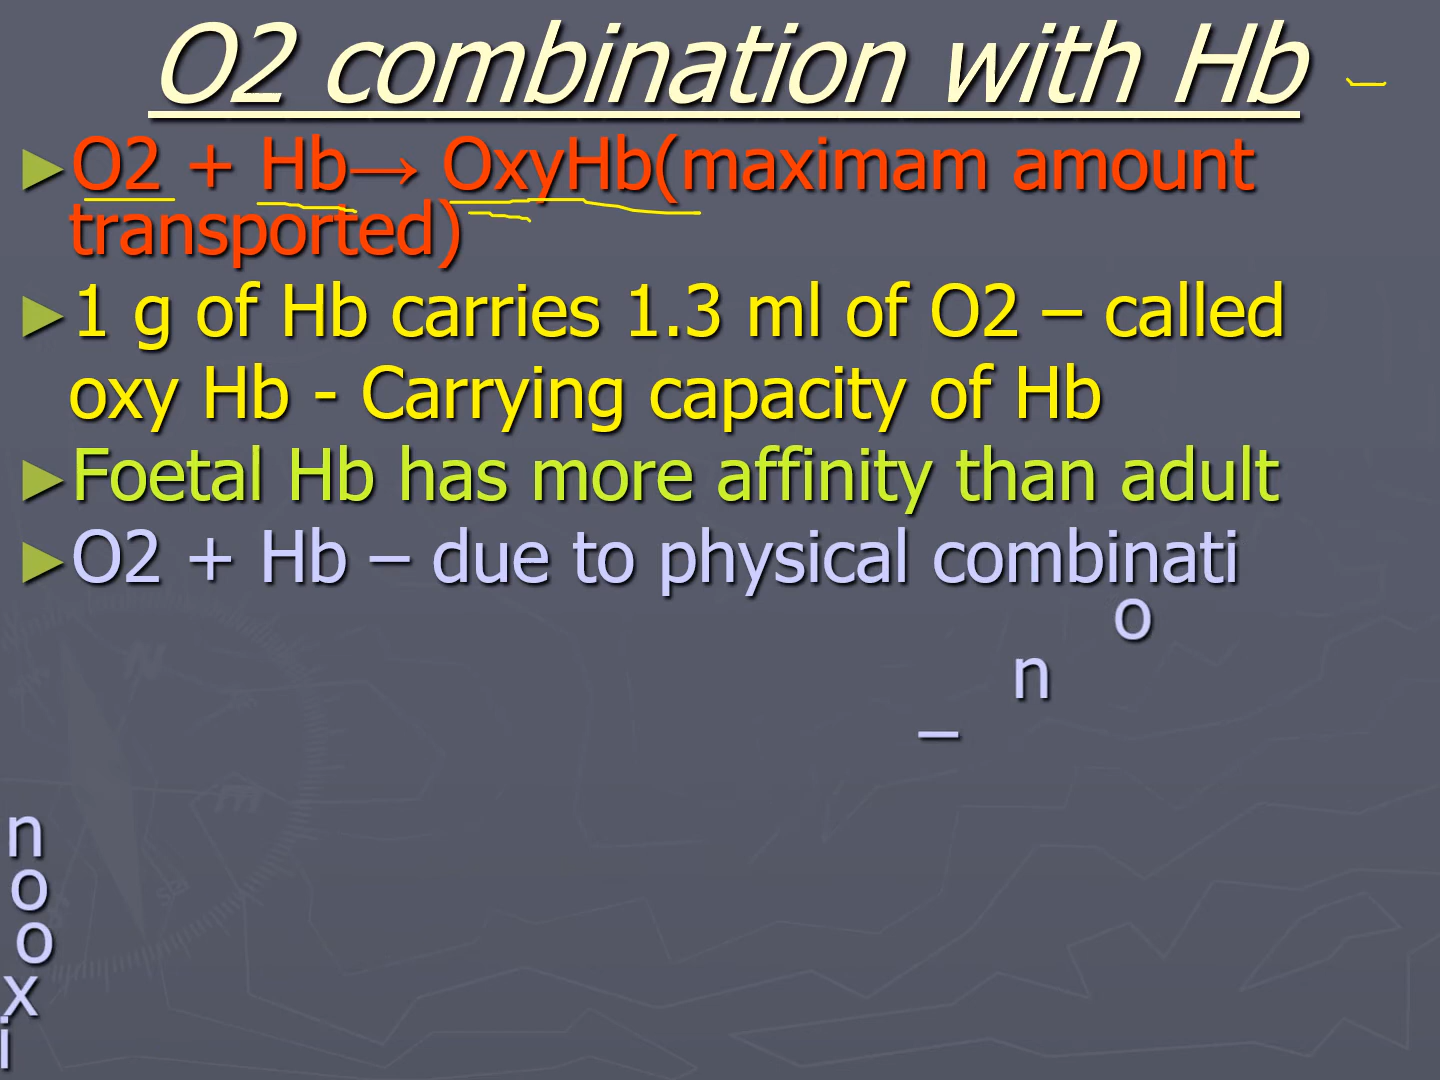 O2 combination with Hb
►O2 + Hb→ OxyHb(maximam amount
transported)
►1 g of Hb carries 1.3 ml of O2 – called
oxy Hb - Carrying capacity of Hb
►Foetal Hb has more affinity than adult
►O2 + Hb – due to physical combinati
o
n
–
n
o
o
x
i